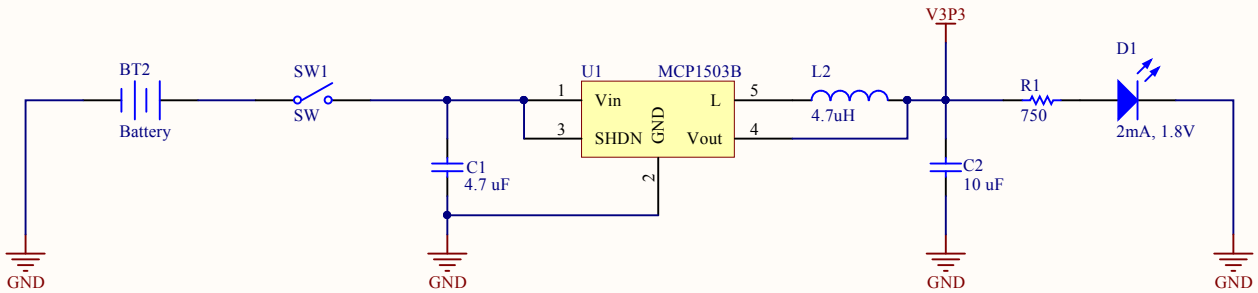 V3P3
BT2
Battery
SW1
SW
U1 MCP1503B
1 Vin
3 SHDN
GND
2
L 5
Vout 4
L2
4.7uH
R1
750
D1
2mA, 1.8V
C1
4.7 uF
C2
10 uF
GND
GND
GND
GND